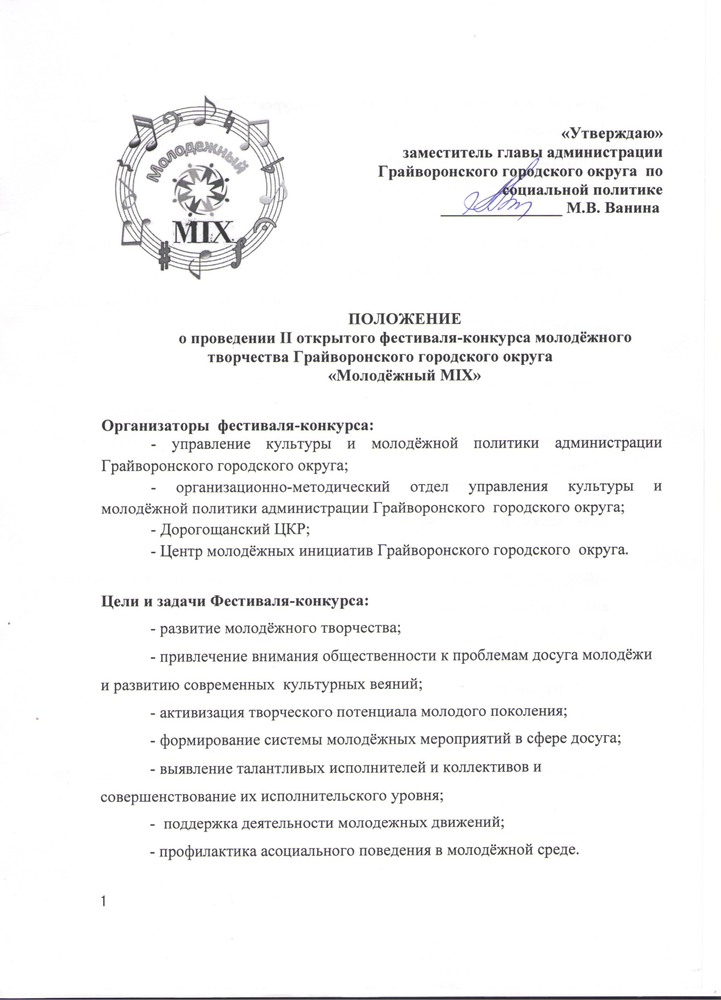 Молодежный
MIX
«Утверждаю»
заместитель главы администрации
Грайворонского городского округа  по
социальной политике
_______________ М.В. Ванина
ПОЛОЖЕНИЕ
о проведении II открытого фестиваля-конкурса молодёжного
творчества Грайворонского городского округа
«Молодёжный MIX»
Организаторы  фестиваля-конкурса:
- управление культуры и молодёжной политики администрации
Грайворонского городского округа;
- организационно-методический отдел управления культуры и
молодёжной политики администрации Грайворонского  городского округа;
- Дорогощанский ЦКР;
- Центр молодёжных инициатив Грайворонского городского  округа.
Цели и задачи Фестиваля-конкурса:
- развитие молодёжного творчества;
- привлечение внимания общественности к проблемам досуга молодёжи
и развитию современных  культурных веяний;
- активизация творческого потенциала молодого поколения;
- формирование системы молодёжных мероприятий в сфере досуга;
- выявление талантливых исполнителей и коллективов и
совершенствование их исполнительского уровня;
-  поддержка деятельности молодежных движений;
- профилактика асоциального поведения в молодёжной среде.
1